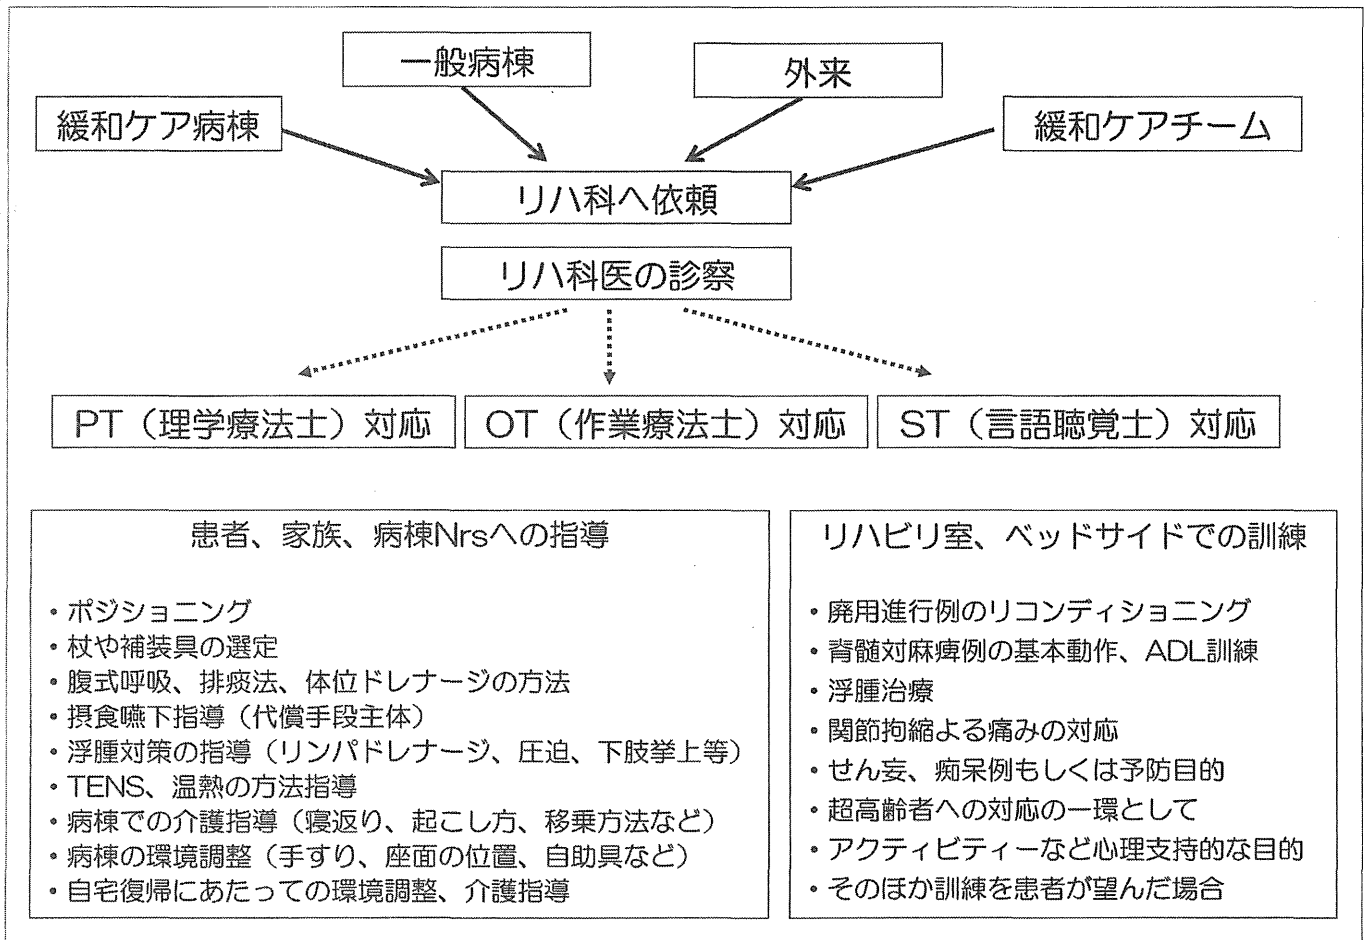 一般病棟
外来
緩和ケア病棟
緩和ケアチーム
リハ科へ依頼
リハ科医の診察
PT（理学療法士）対応
OT（作業療法士）対応
ST（言語聴覚士）対応
患者、家族、病棟Nrsへの指導
・ポジショニング
・杖や補装具の選定
・腹式呼吸、排痰法、体位ドレナージの方法
・摂食嚥下指導（代償手段主体）
・浮腫対策の指導（リンパドレナージ、圧迫、下肢挙上等）
・TENS、温熱の方法指導
・病棟での介護指導（寝返り、起こし方、移乗方法など）
・病棟の環境調整（手すり、座面の位置、自助具など）
・自宅復帰にあたっての環境調整、介護指導
リハビリ室、ベッドサイドでの訓練
・廃用進行例のリコンディショニング
・脊髄対麻痺例の基本動作、ADL訓練
・浮腫治療
・関節拘縮よる痛みの対応
・せん妄、痴呆例もしくは予防目的
・超高齢者への対応の一環として
・アクティビティーなど心理支持的な目的
・そのほか訓練を患者が望んだ場合